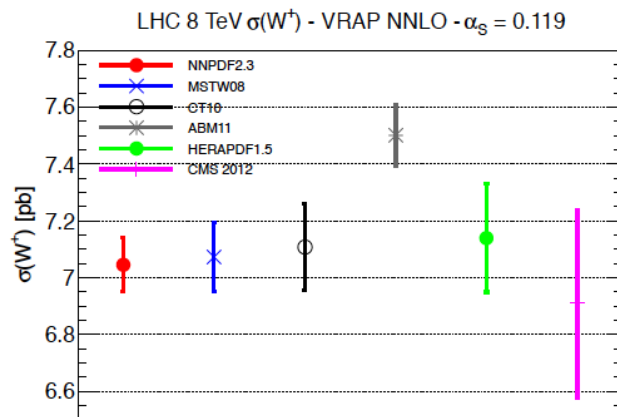 LHC 8 TeV σ(W⁺) - VRAP NNLO - α_S = 0.119
σ(W⁺) [pb]
7.8
7.6
7.4
7.2
7
6.8
6.6
NNPDF2.3
MSTW08
CT10
ABM11
HERAPDF1.5
CMS 2012